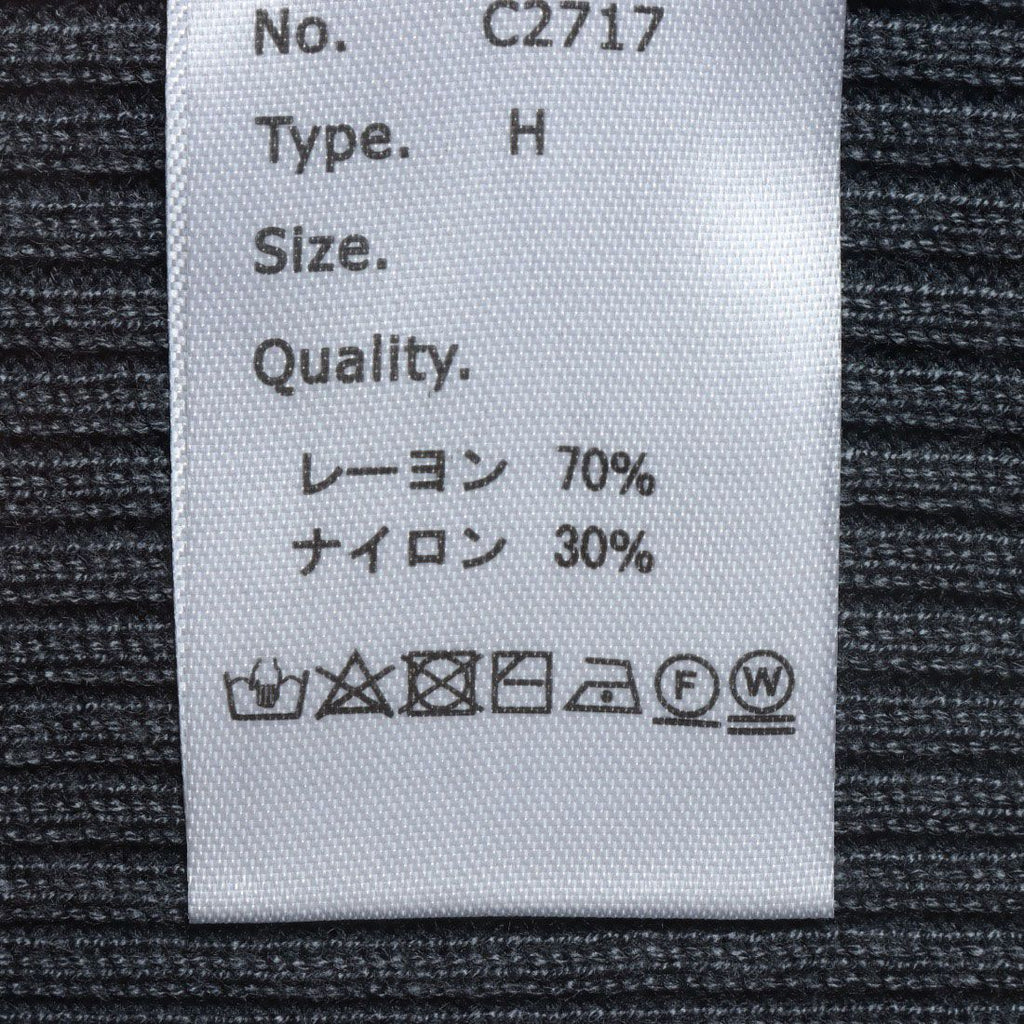 No. C2717
Type. H
Size.
Quality.
レーヨン 70%
ナイロン 30%
F W